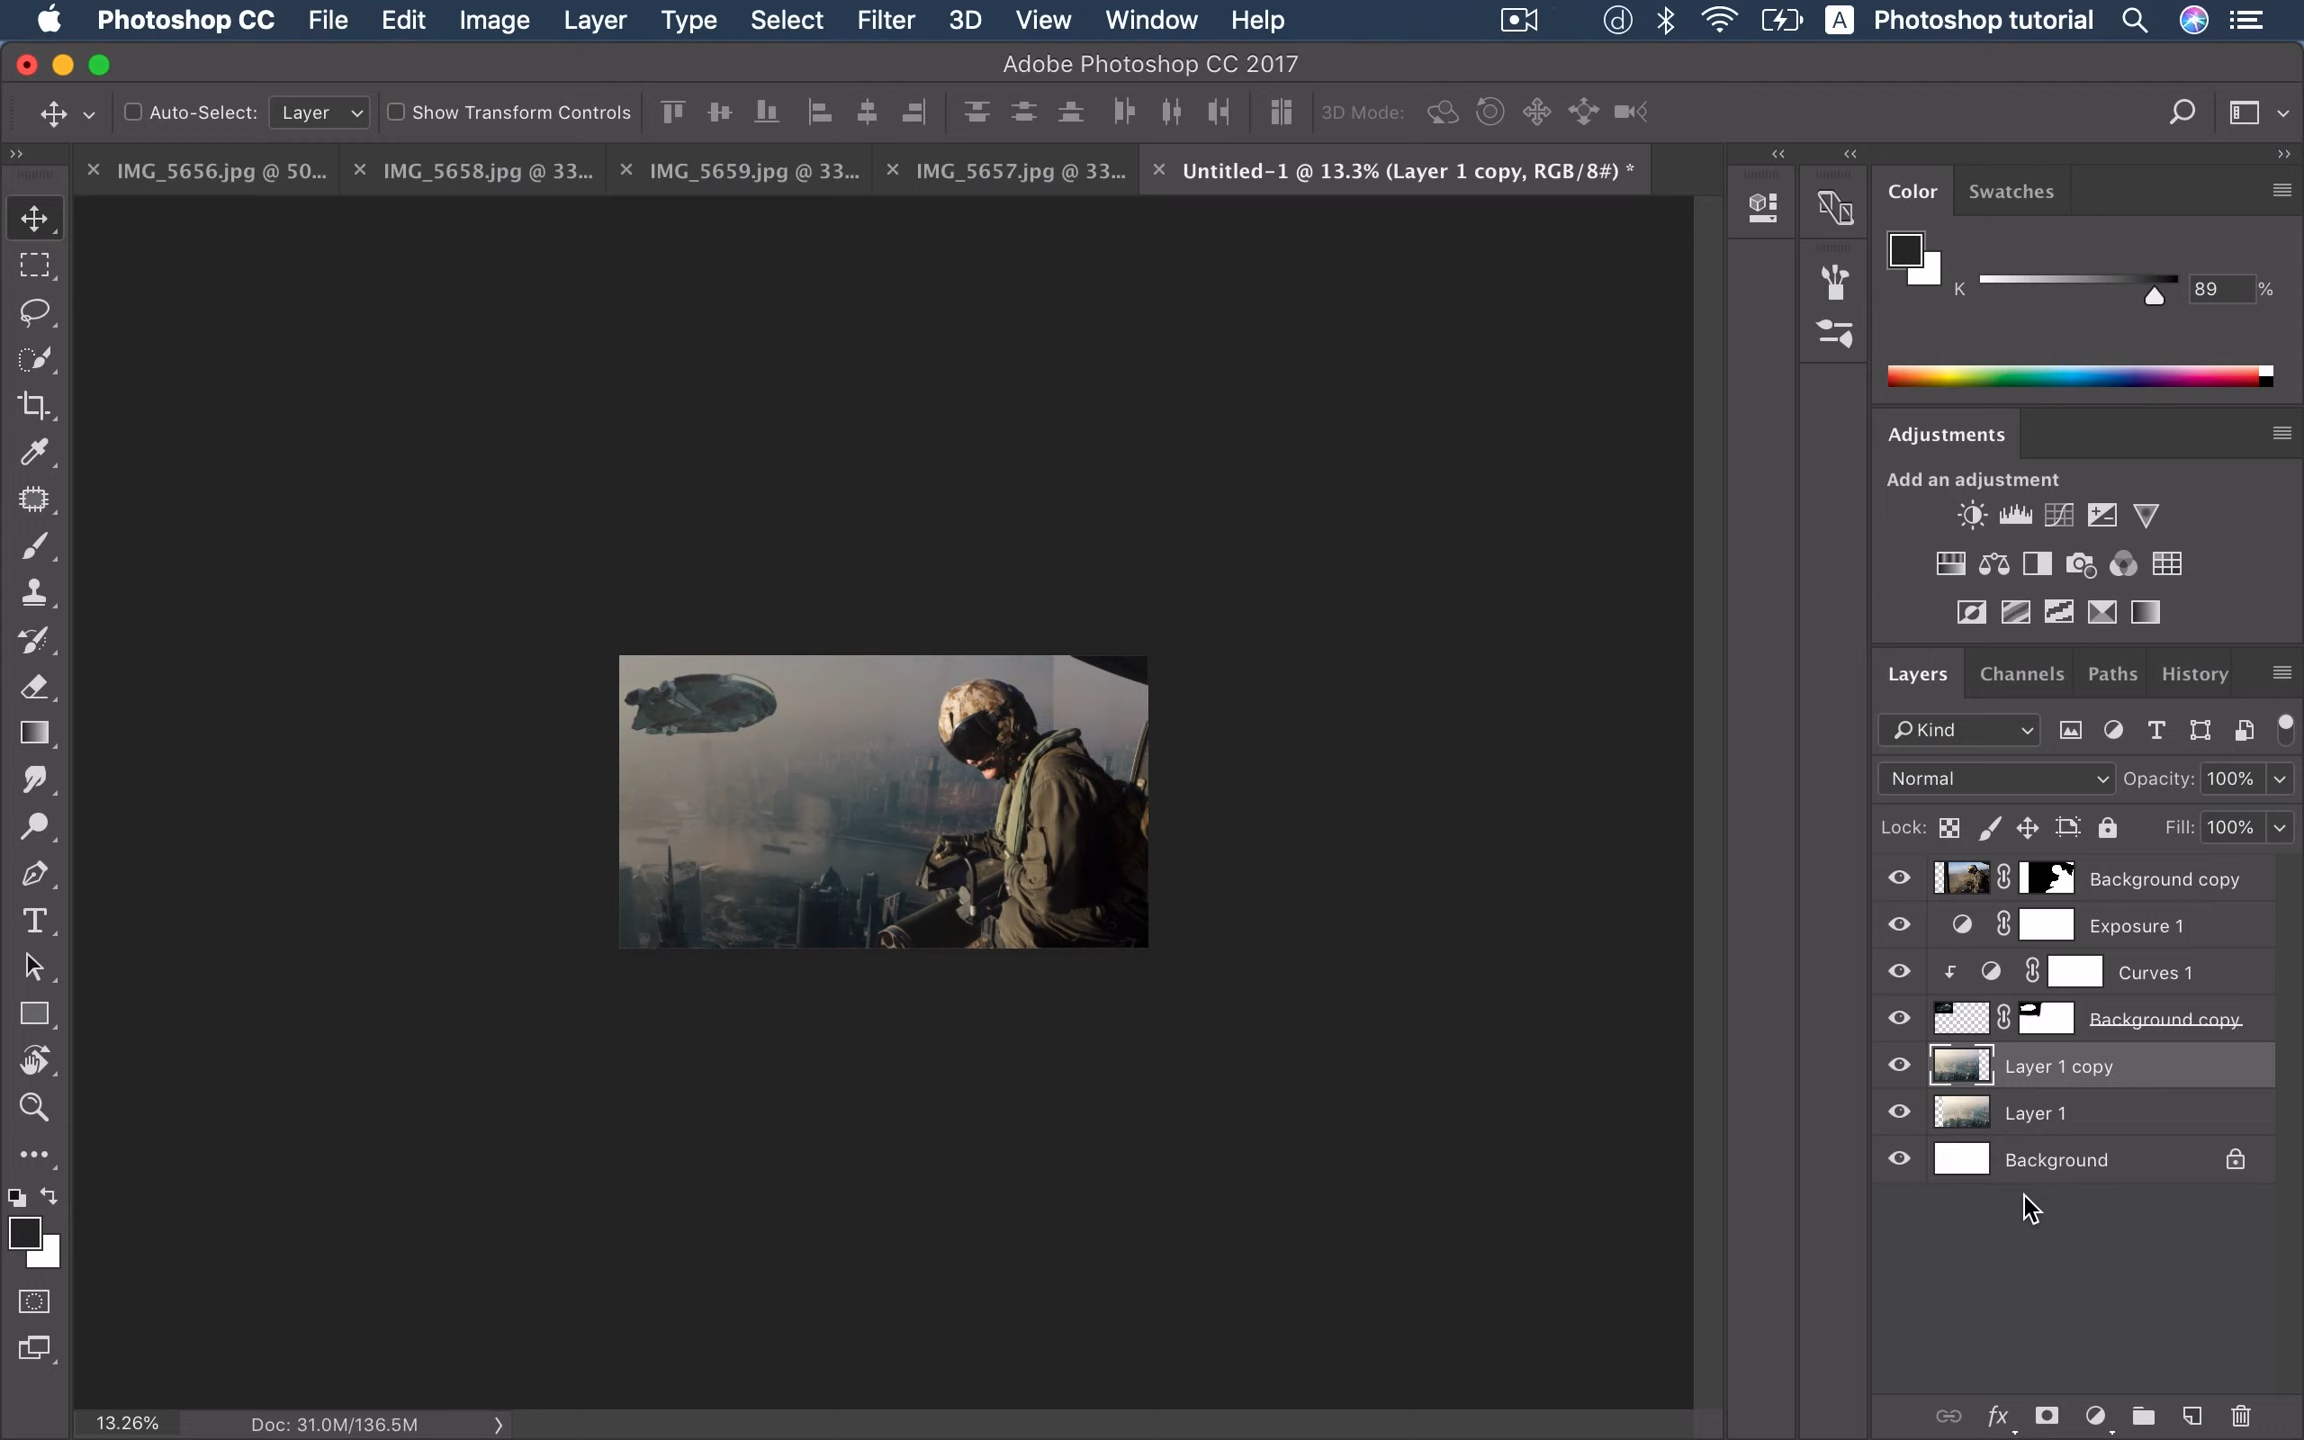 Photoshop CC File Edit Image Layer Type Select Filter 3D View Window Help A Photoshop tutorial
Adobe Photoshop CC 2017
Auto-Select: Layer Show Transform Controls 3D Mode:
IMG_5656.jpg @ 50... IMG_5658.jpg @ 33... IMG_5659.jpg @ 33... IMG_5657.jpg @ 33... Untitled-1 @ 13.3% (Layer 1 copy, RGB/8#) *
Color Swatches
K 89 %
Adjustments
Add an adjustment
Layers Channels Paths History
Kind
Normal Opacity: 100%
Lock: Fill: 100%
Background copy
Exposure 1
Curves 1
Background copy
Layer 1 copy
Layer 1
Background
fx
13.26% Doc: 31.0M/136.5M